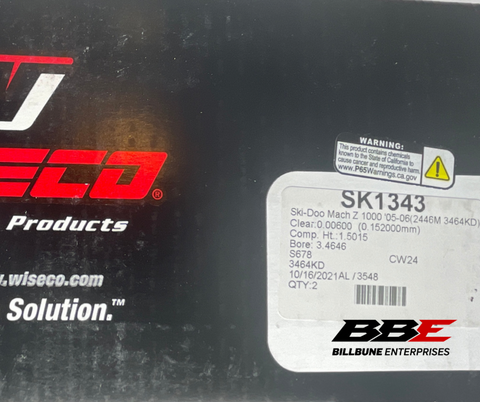 SECO
®
Products
w.wiseco.com
Solution.™
WARNING:
This product contains chemicals
known to the State of California to
cause cancer and reproductive harm.
www.P65Warnings.ca.gov
SK1343
Ski-Doo Mach Z 1000 '05-06(2446M 3464KD)
Clear:0.00600 (0.152000mm)
Comp. Ht.:1.5015
Bore: 3.4646
S678 CW24
3464KD
10/16/2021AL / 3548
QTY:2
BBE
BILLBUNE ENTERPRISES